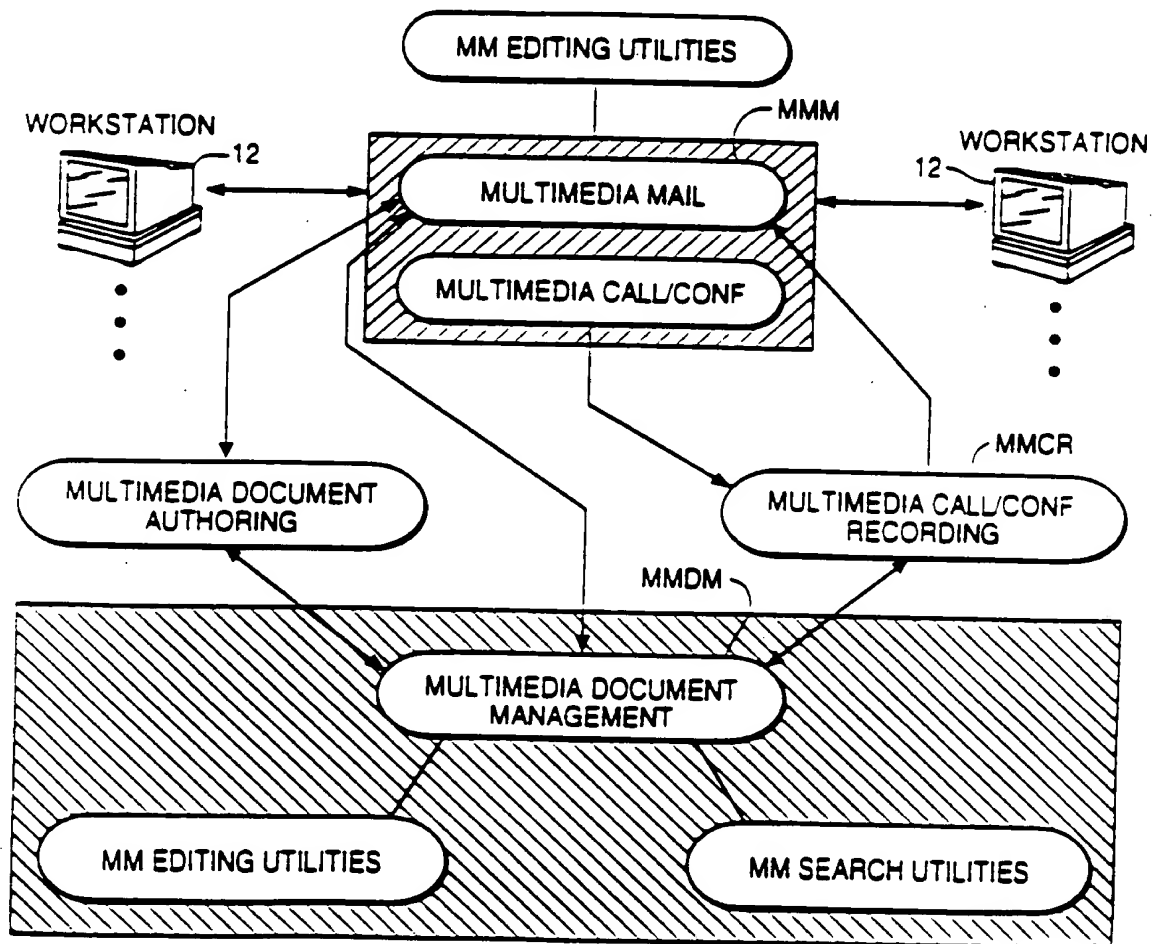 MM EDITING UTILITIES
MMM
WORKSTATION
12
WORKSTATION
12
MULTIMEDIA MAIL
MULTIMEDIA CALL/CONF
MMCR
MULTIMEDIA DOCUMENT
AUTHORING
MULTIMEDIA CALL/CONF
RECORDING
MMDM
MULTIMEDIA DOCUMENT
MANAGEMENT
MM EDITING UTILITIES
MM SEARCH UTILITIES